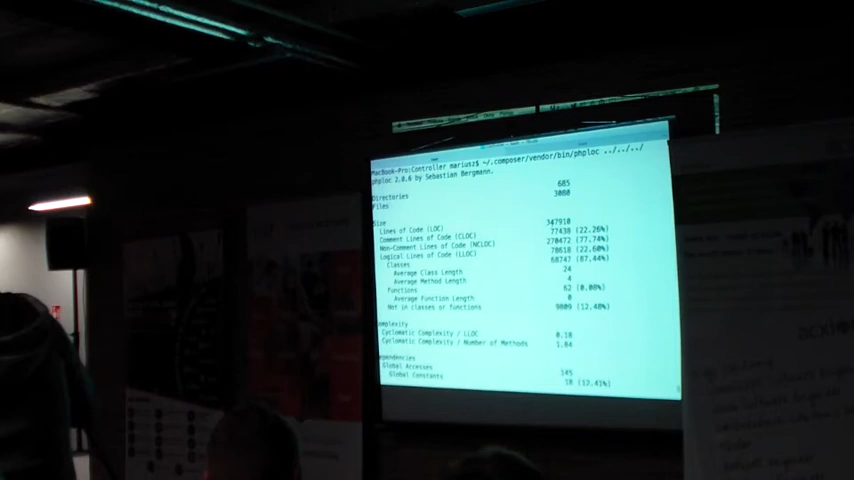 MacBook-Pro:Controller mariusz$ ~/.composer/vendor/bin/phploc ../../../
phploc 2.0.6 by Sebastian Bergmann.
Directories 685
Files 3080
Size
Lines of Code (LOC) 347910
Comment Lines of Code (CLOC) 77438 (22.26%)
Non-Comment Lines of Code (NCLOC) 270472 (77.74%)
Logical Lines of Code (LLOC) 78618 (22.60%)
Classes 68747 (87.44%)
Average Class Length 24
Average Method Length 4
Functions 62 (0.08%)
Average Function Length 0
Not in classes or functions 9809 (12.48%)
omplexity
Cyclomatic Complexity / LLOC 0.18
Cyclomatic Complexity / Number of Methods 1.84
ependencies
Global Accesses 145
Global Constants 18 (12.41%)